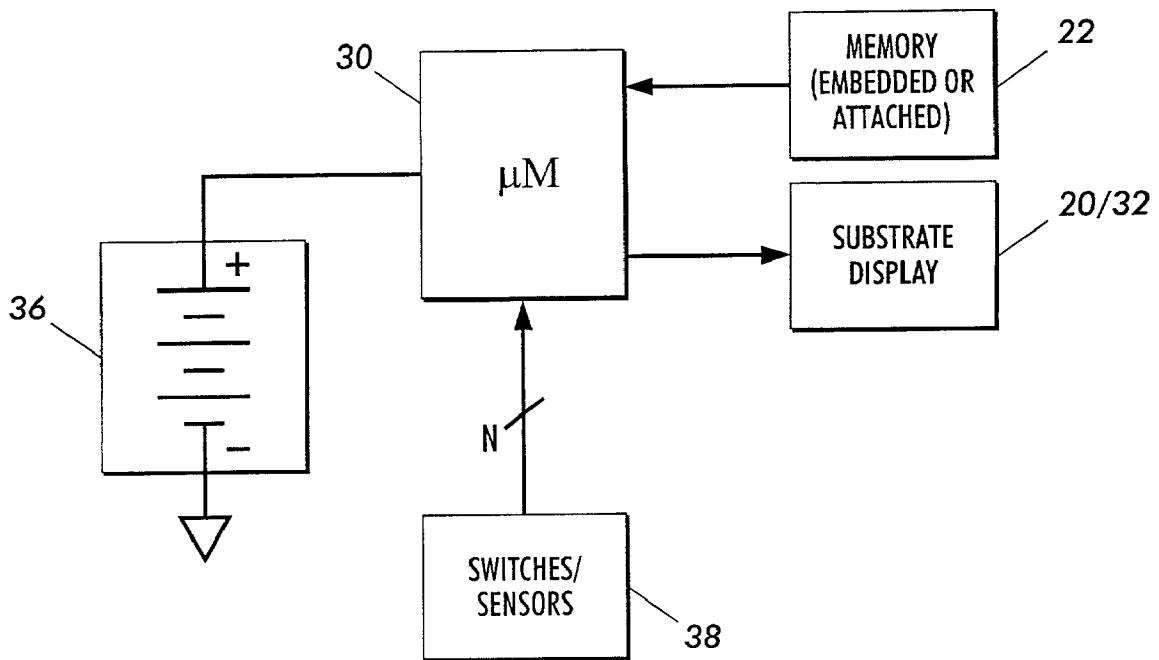 30
μM
MEMORY
(EMBEDDED OR
ATTACHED)
22
SUBSTRATE
DISPLAY
20/32
+
36
−
N
SWITCHES/
SENSORS
38